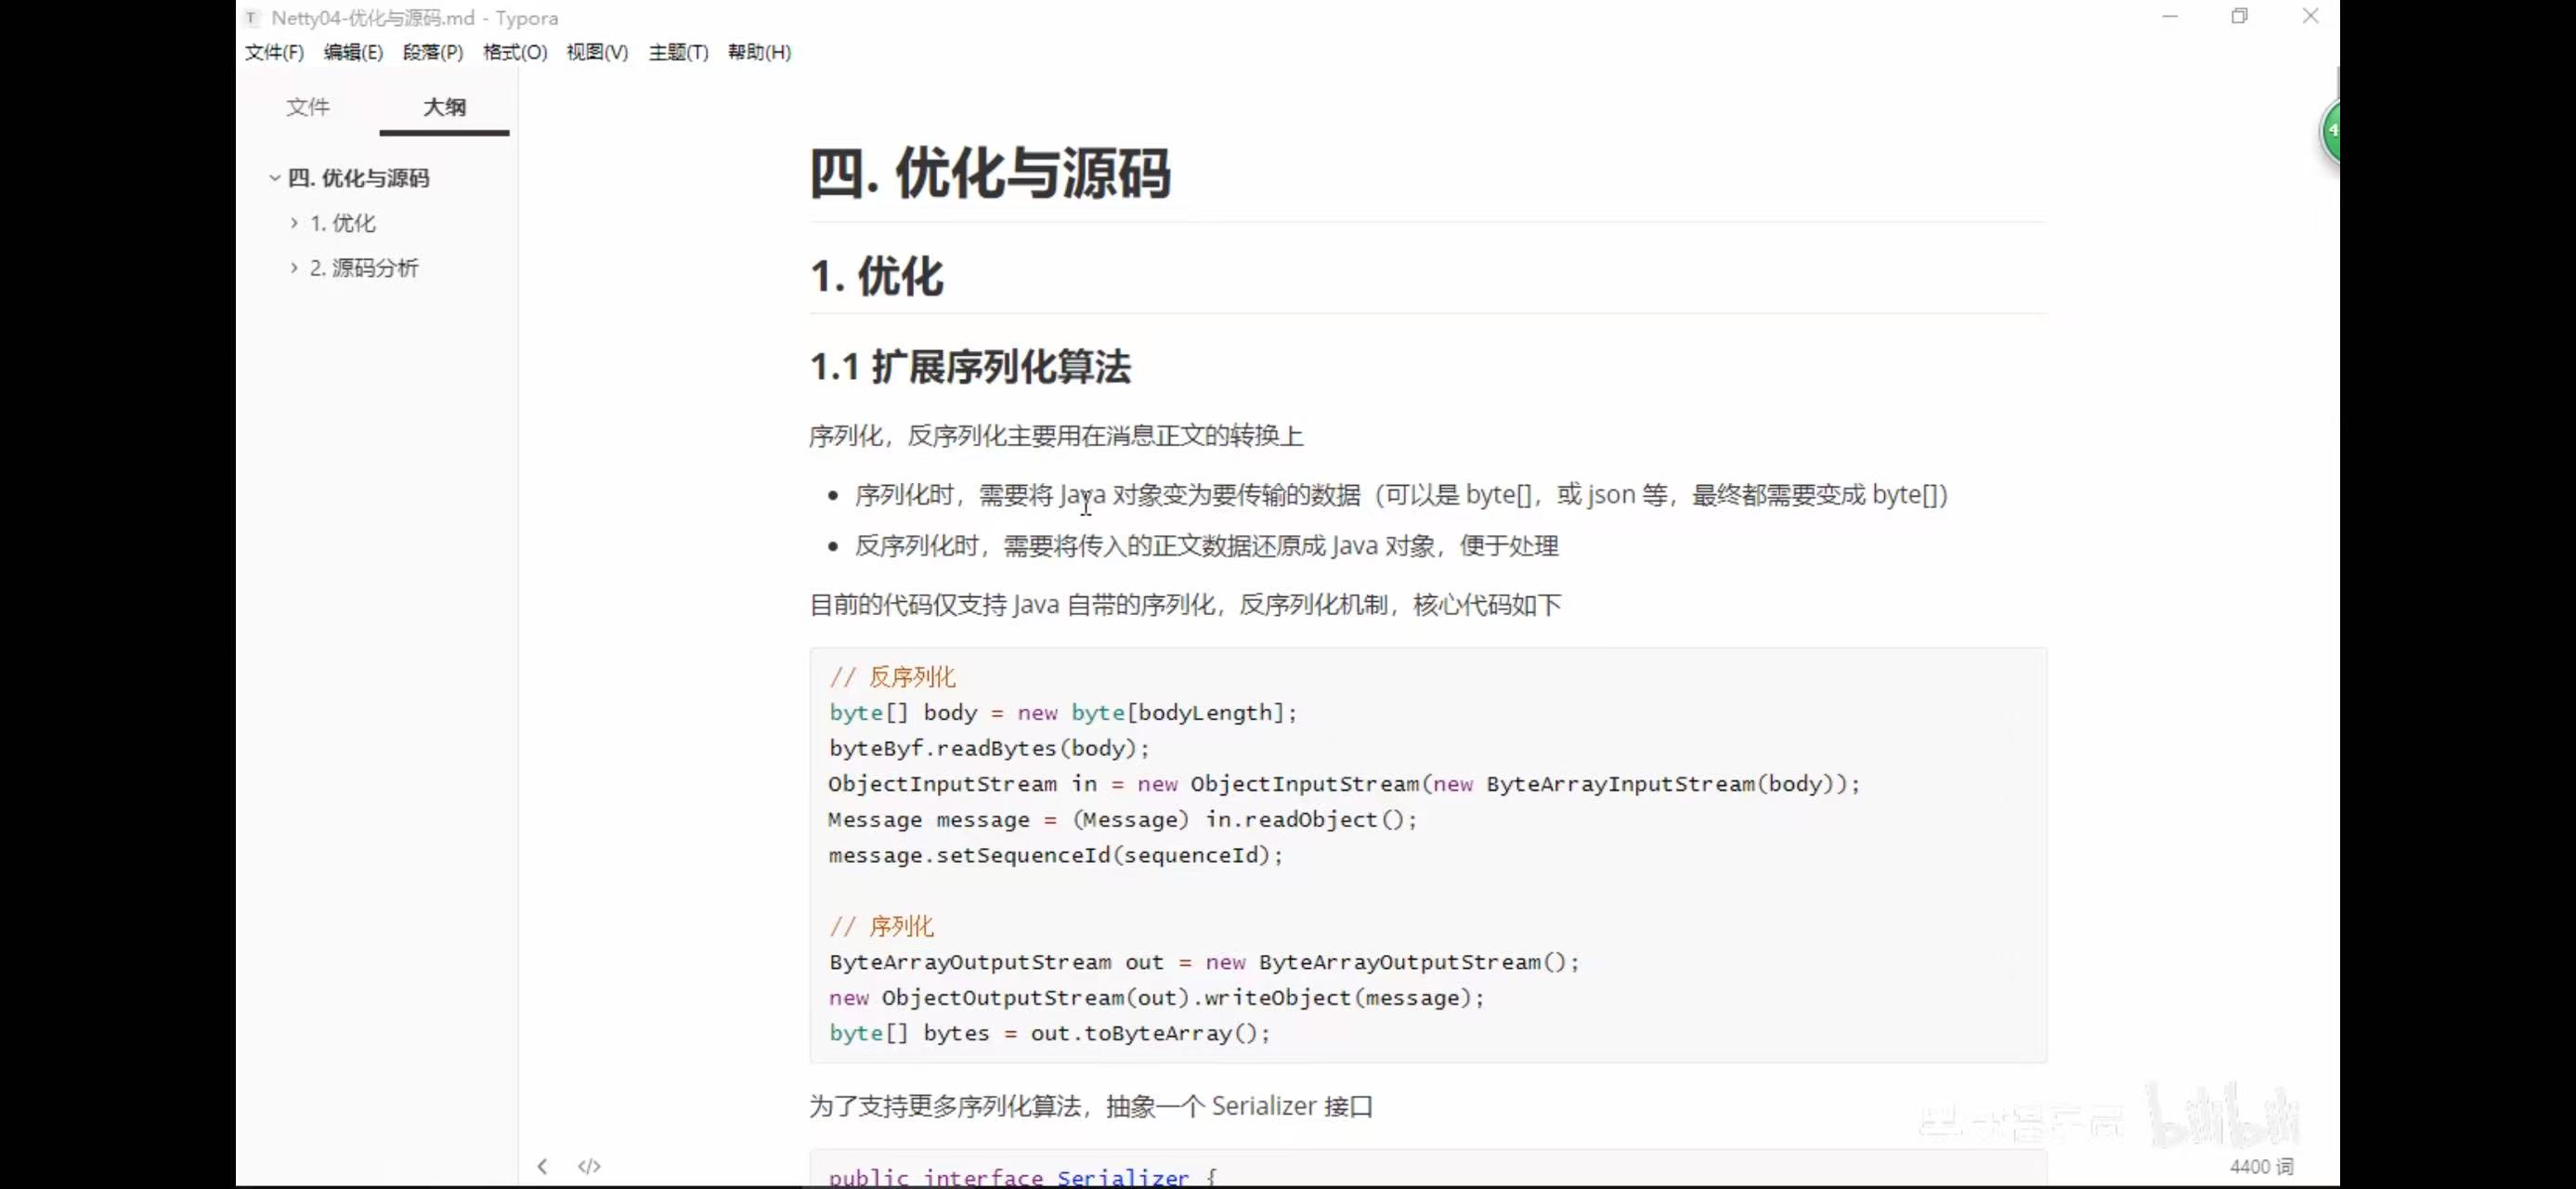 Netty04-优化与源码.md - Typora
文件(F) 编辑(E) 段落(P) 格式(O) 视图(V) 主题(T) 帮助(H)
文件 大纲
四. 优化与源码
1. 优化
2. 源码分析
四. 优化与源码
1. 优化
1.1 扩展序列化算法
序列化，反序列化主要用在消息正文的转换上
序列化时，需要将 Java 对象变为要传输的数据（可以是 byte[]，或 json 等，最终都需要变成 byte[]）
反序列化时，需要将传入的正文数据还原成 Java 对象，便于处理
目前的代码仅支持 Java 自带的序列化，反序列化机制，核心代码如下
// 反序列化
byte[] body = new byte[bodyLength];
byteByf.readBytes(body);
ObjectInputStream in = new ObjectInputStream(new ByteArrayInputStream(body));
Message message = (Message) in.readObject();
message.setSequenceId(sequenceId);
// 序列化
ByteArrayOutputStream out = new ByteArrayOutputStream();
new ObjectOutputStream(out).writeObject(message);
byte[] bytes = out.toByteArray();
为了支持更多序列化算法，抽象一个 Serializer 接口
public interface Serializer {
bilibili
4400 词
4